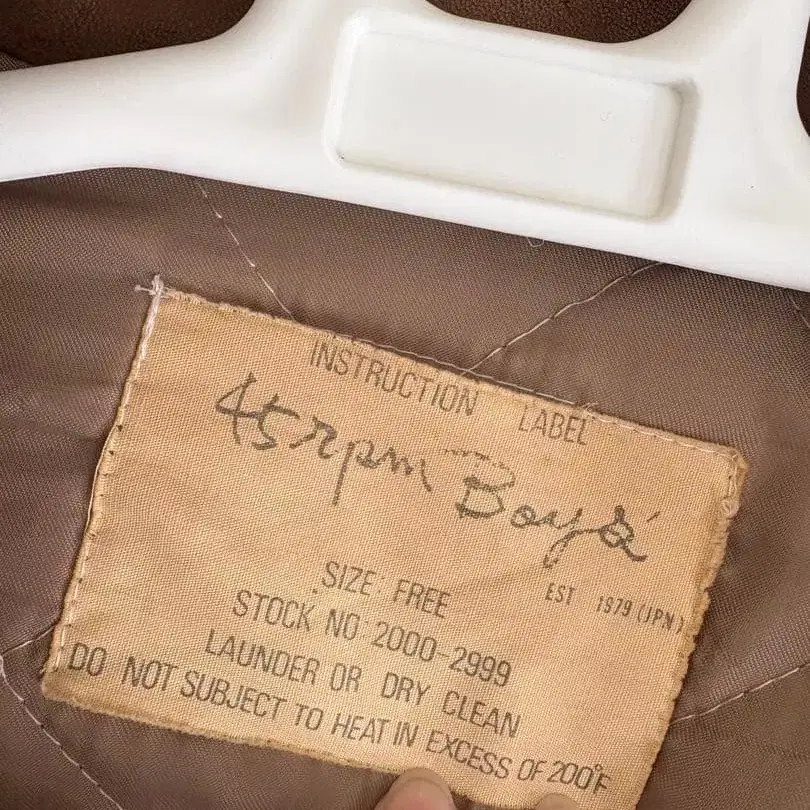 INSTRUCTION LABEL
45rpm Boy's'
EST 1979 (JPN)
SIZE: FREE
STOCK NO: 2000-2999
LAUNDER OR DRY CLEAN
DO NOT SUBJECT TO HEAT IN EXCESS OF 200°F